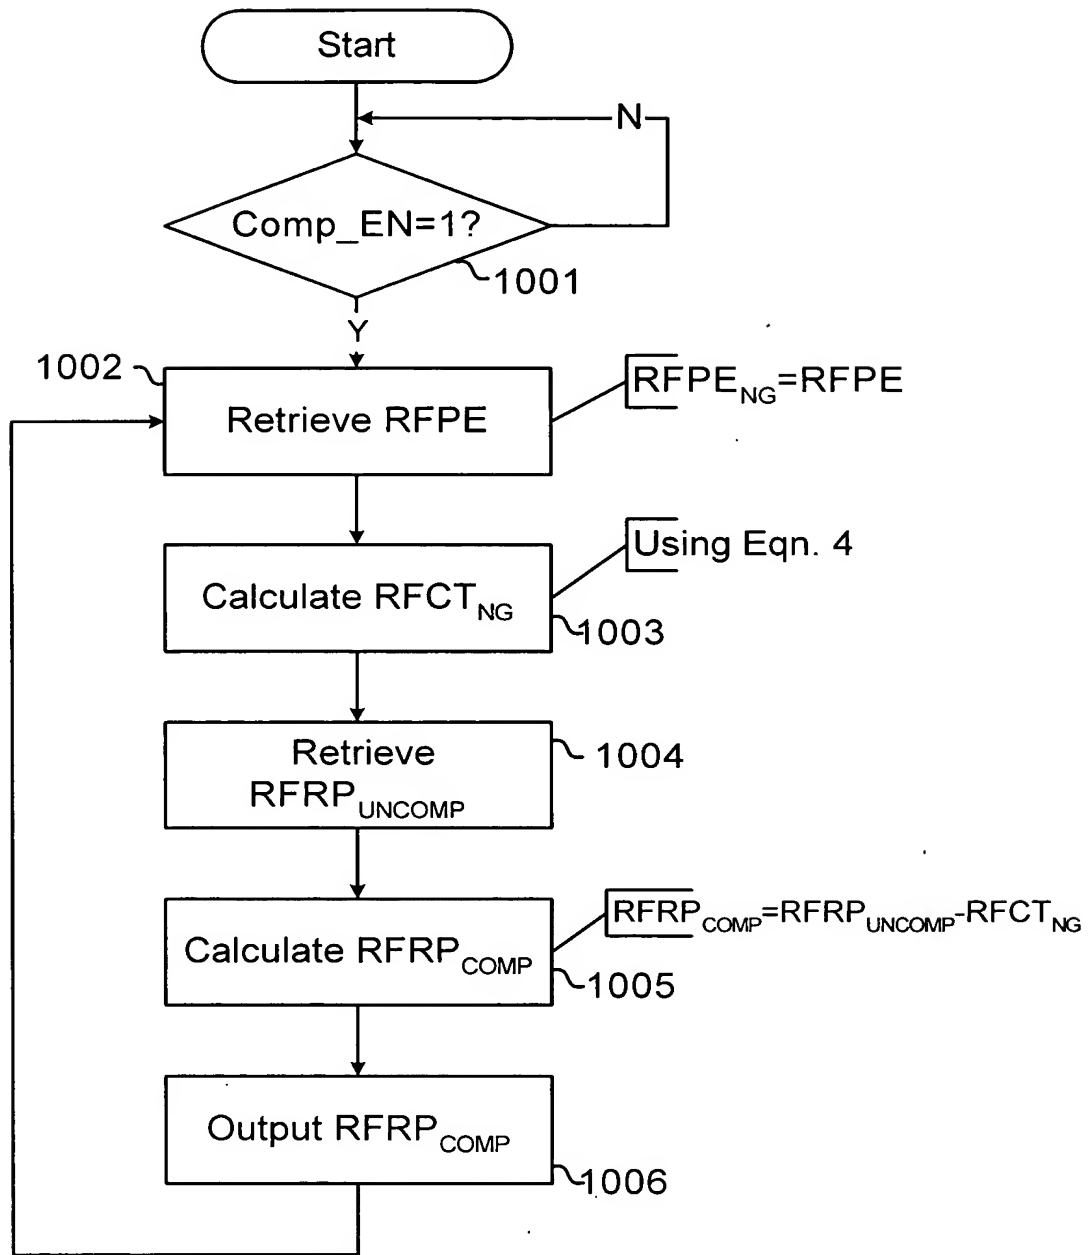 Start
N
Comp_EN=1?
1001
Y
1002
Retrieve RFPE
RFPE_NG=RFPE
Calculate RFCT_NG
Using Eqn. 4
1003
Retrieve
RFRP_UNCOMP
1004
Calculate RFRP_COMP
RFRP_COMP=RFRP_UNCOMP-RFCT_NG
1005
Output RFRP_COMP
1006